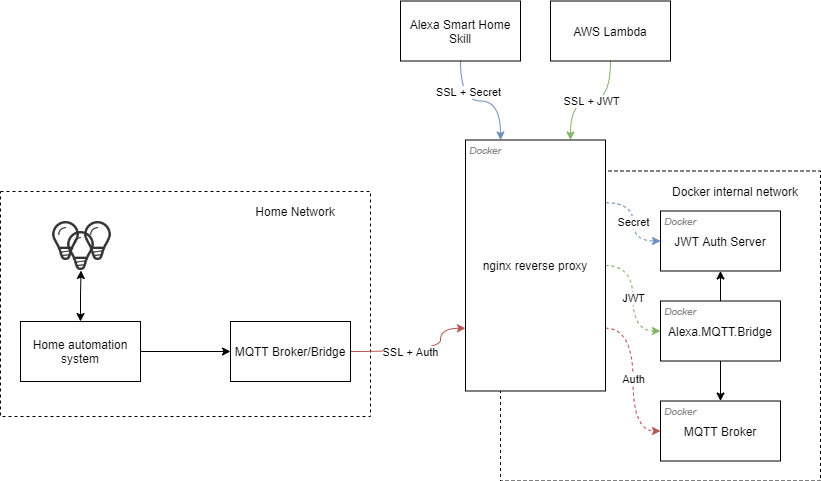 Alexa Smart Home
Skill
AWS Lambda
SSL + Secret
SSL + JWT
Docker
nginx reverse proxy
Home Network
Home automation
system
MQTT Broker/Bridge
SSL + Auth
Docker internal network
Secret
Docker
JWT Auth Server
JWT
Docker
Alexa.MQTT.Bridge
Auth
Docker
MQTT Broker